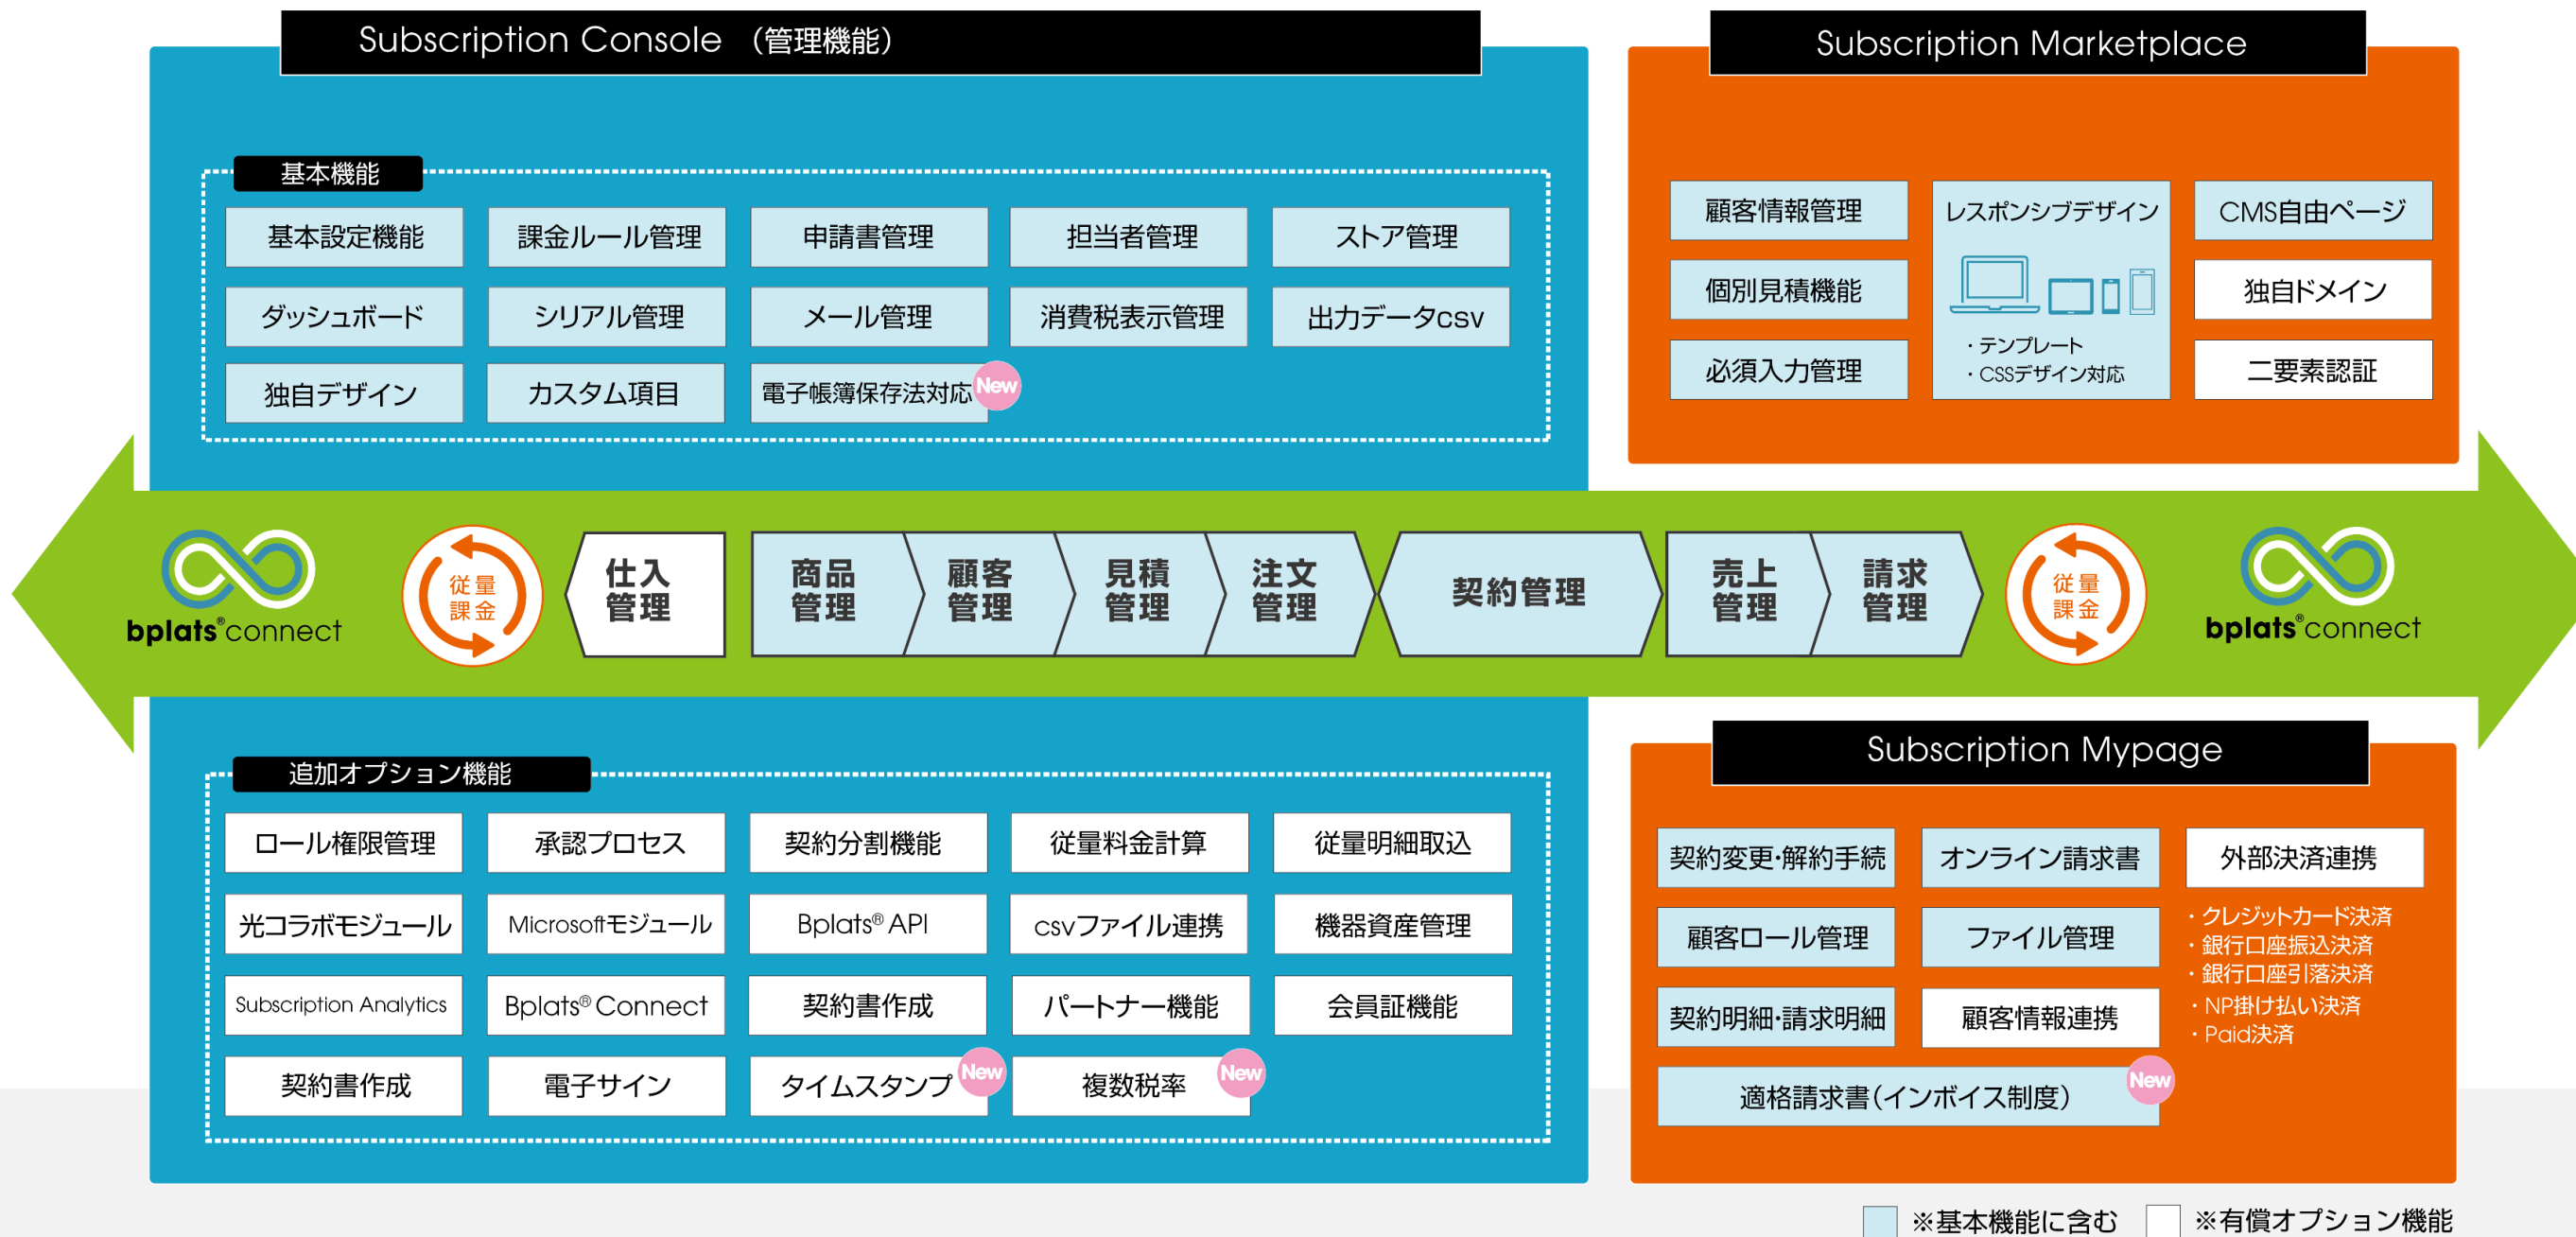 Subscription Console （管理機能）
基本機能
基本設定機能
課金ルール管理
申請書管理
担当者管理
ストア管理
ダッシュボード
シリアル管理
メール管理
消費税表示管理
出力データcsv
独自デザイン
カスタム項目
電子帳簿保存法対応
New
Subscription Marketplace
顧客情報管理
レスポンシブデザイン
CMS自由ページ
個別見積機能
独自ドメイン
・テンプレート
・CSSデザイン対応
必須入力管理
二要素認証
bplats®connect
従量
課金
仕入
管理
商品
管理
顧客
管理
見積
管理
注文
管理
契約管理
売上
管理
請求
管理
従量
課金
bplats®connect
追加オプション機能
ロール権限管理
承認プロセス
契約分割機能
従量料金計算
従量明細取込
光コラボモジュール
Microsoftモジュール
Bplats® API
csvファイル連携
機器資産管理
Subscription Analytics
Bplats® Connect
契約書作成
パートナー機能
会員証機能
契約書作成
電子サイン
タイムスタンプ
New
複数税率
New
Subscription Mypage
契約変更・解約手続
オンライン請求書
外部決済連携
顧客ロール管理
ファイル管理
・クレジットカード決済
・銀行口座振込決済
・銀行口座引落決済
・NP掛け払い決済
・Paid決済
契約明細・請求明細
顧客情報連携
適格請求書（インボイス制度）
New
※基本機能に含む
※有償オプション機能